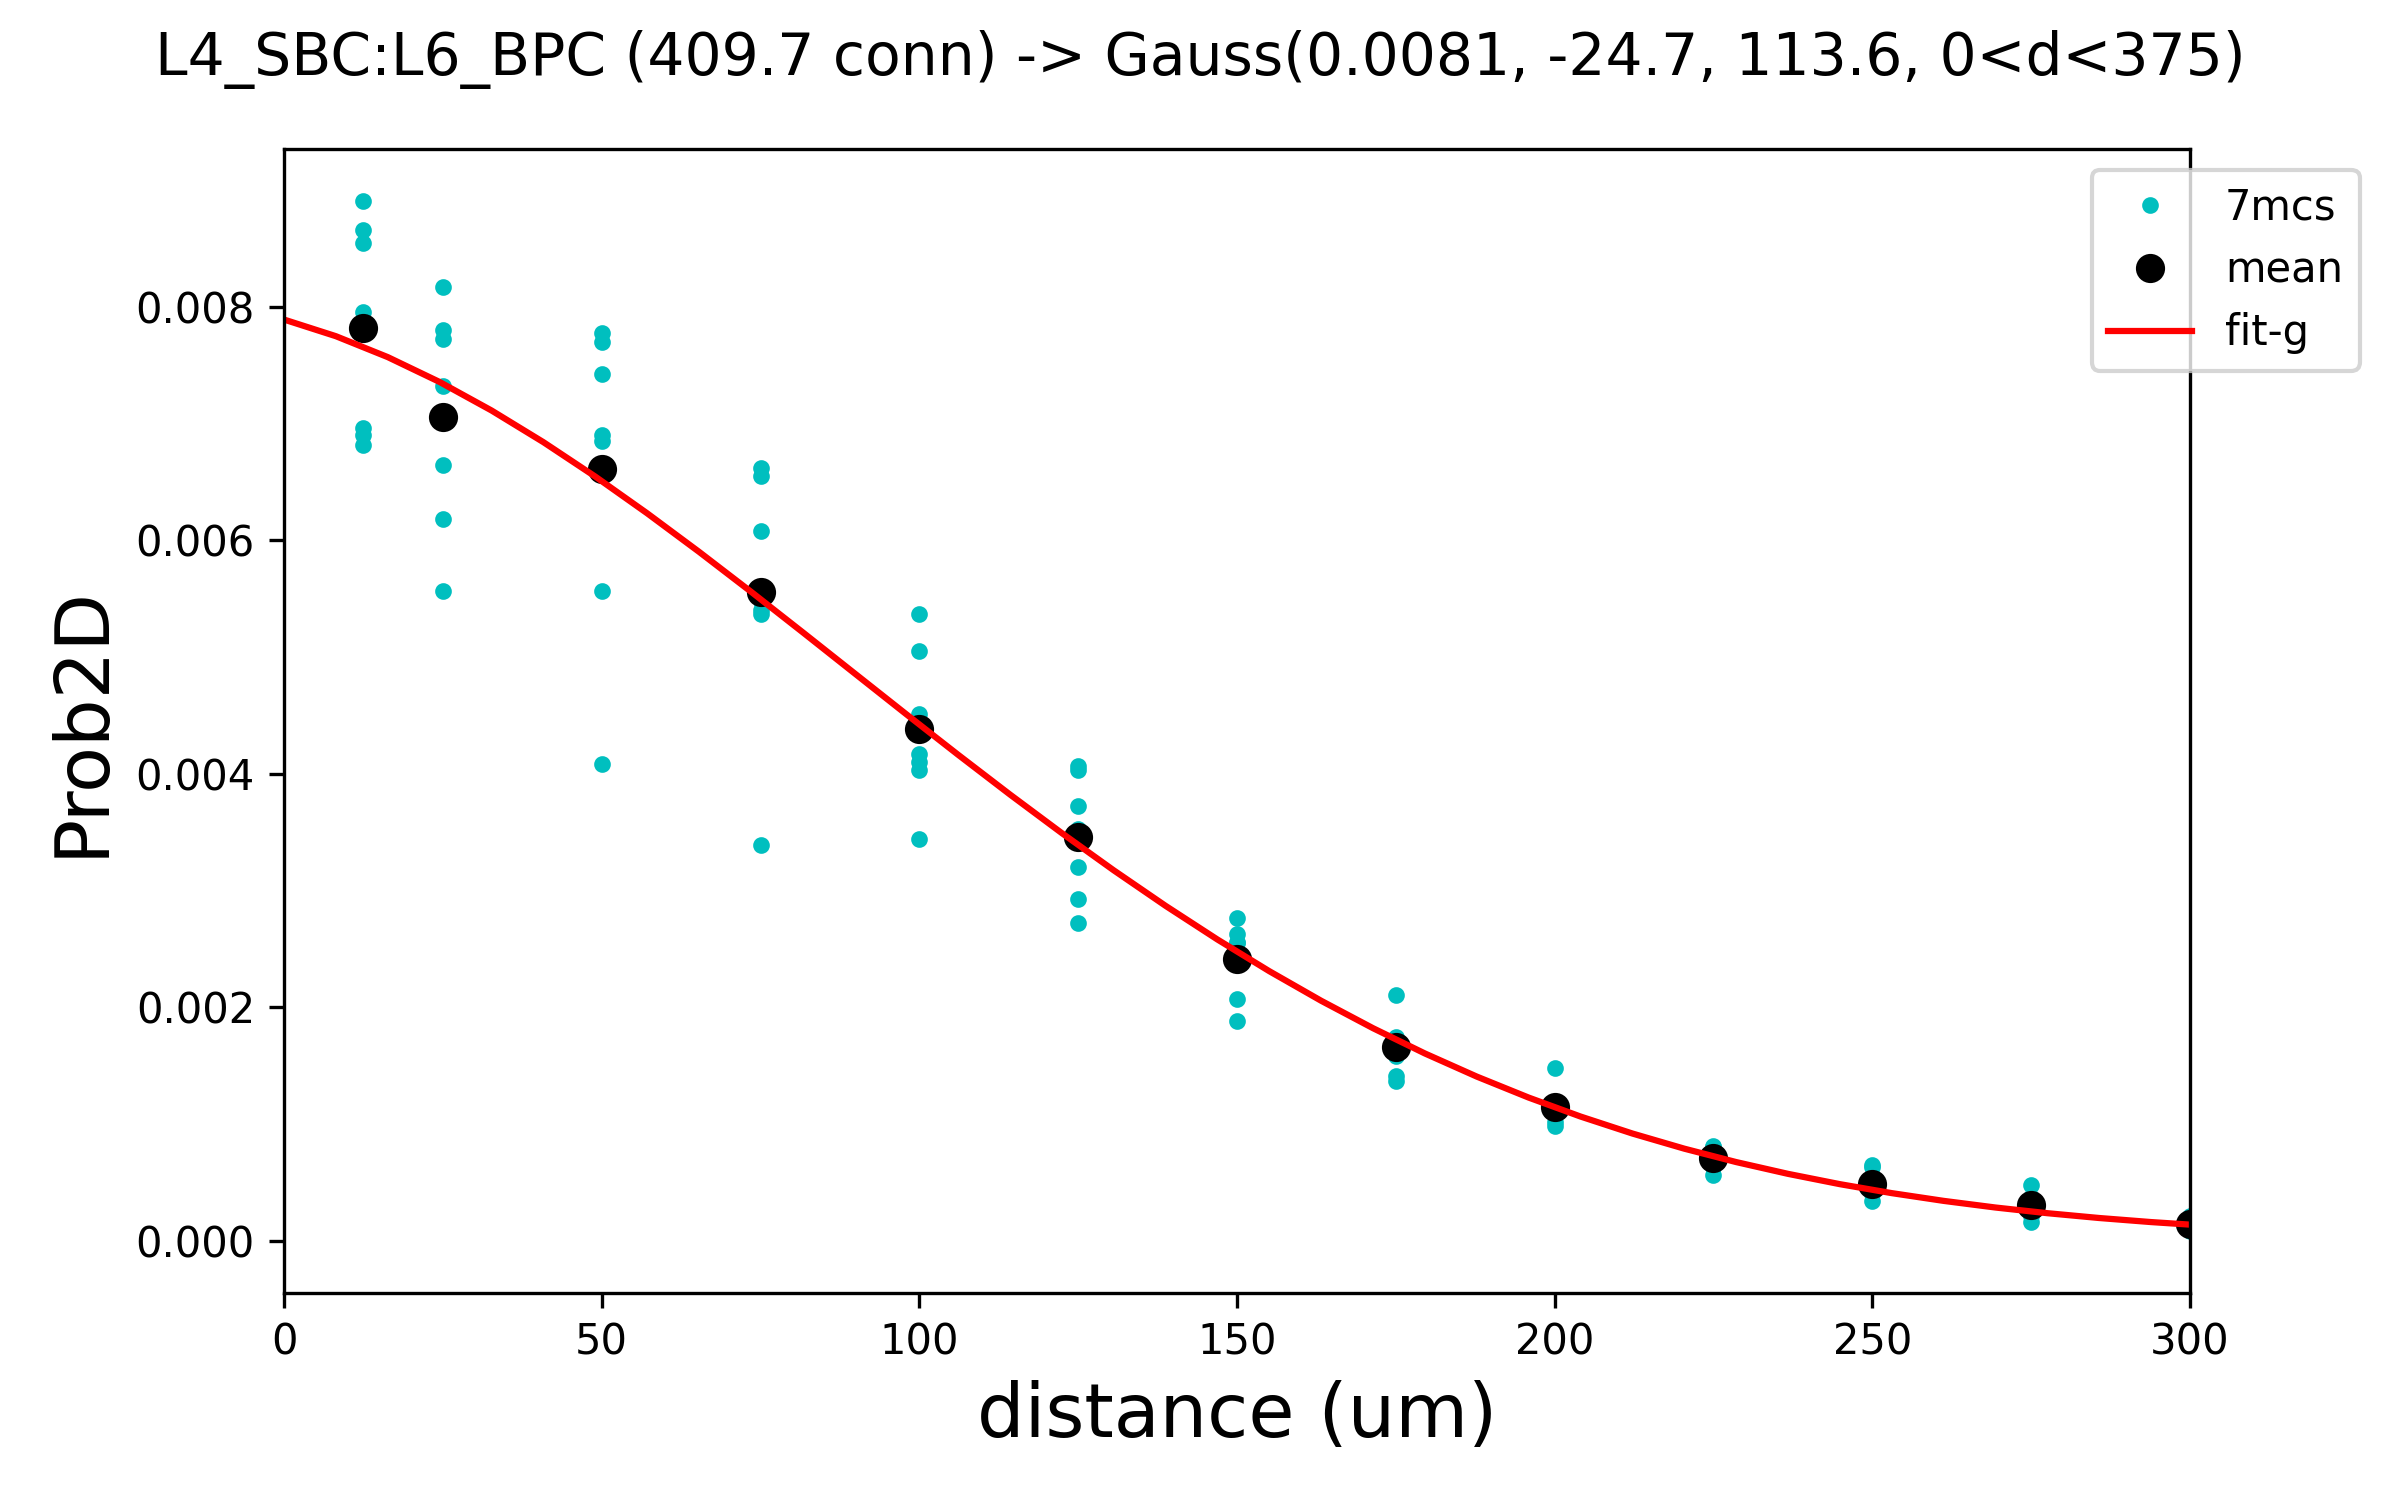 L4_SBC:L6_BPC (409.7 conn) -> Gauss(0.0081, -24.7, 113.6, 0<d<375)
7mcs
mean
fit-g
0.008
0.006
0.004
0.002
0.000
Prob2D
0 50 100 150 200 250 300
distance (um)